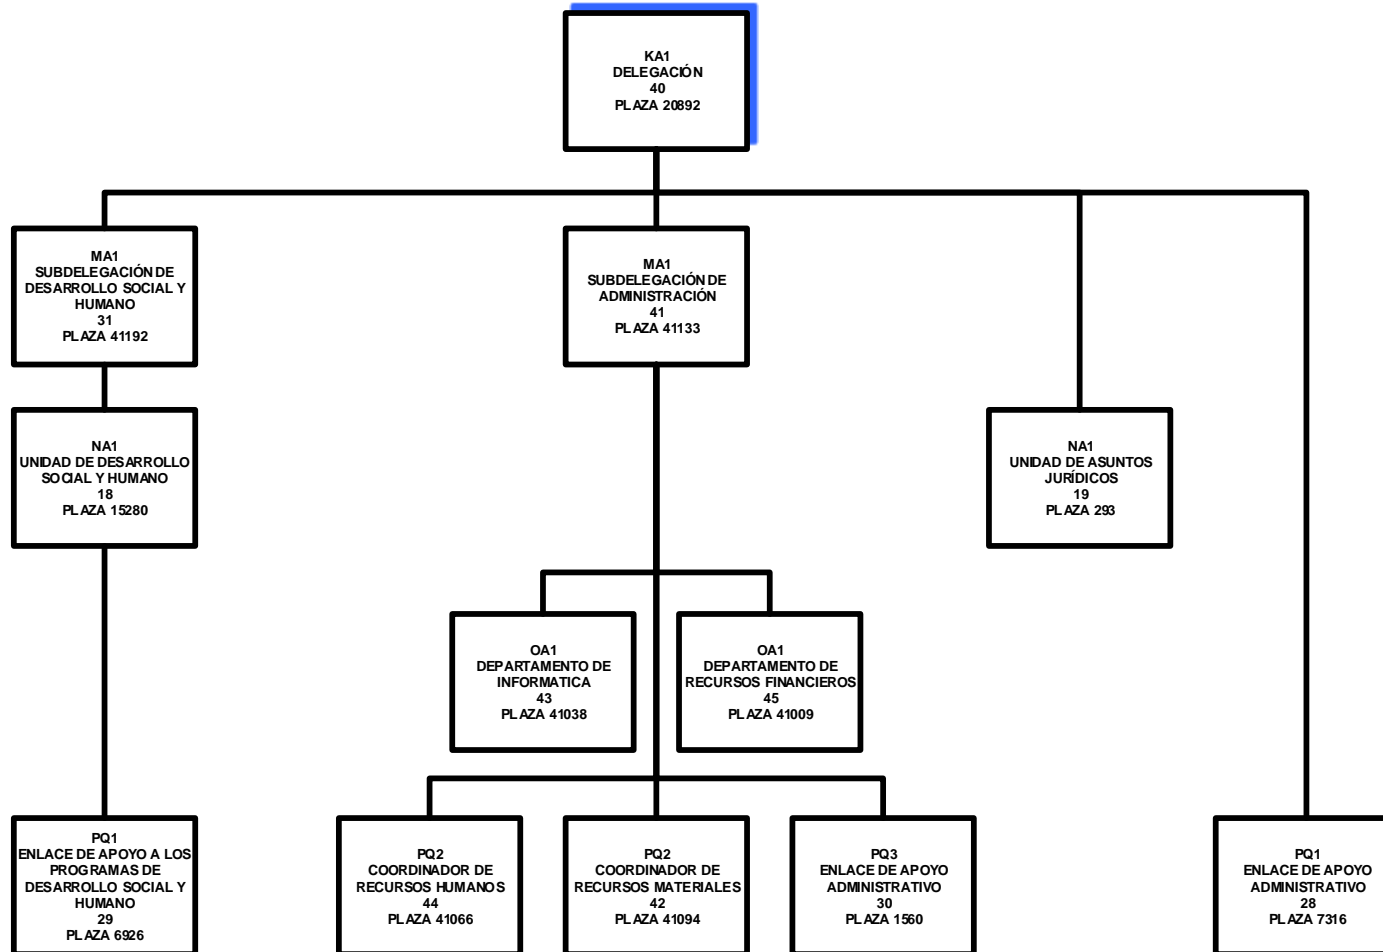 KA1
DELEGACIÓN
40
PLAZA 20892
MA1
SUBDELEGACIÓN DE
DESARROLLO SOCIAL Y
HUMANO
31
PLAZA 41192
MA1
SUBDELEGACIÓN DE
ADMINISTRACIÓN
41
PLAZA 41133
NA1
UNIDAD DE DESARROLLO
SOCIAL Y HUMANO
18
PLAZA 15280
NA1
UNIDAD DE ASUNTOS
JURÍDICOS
19
PLAZA 293
OA1
DEPARTAMENTO DE
INFORMATICA
43
PLAZA 41038
OA1
DEPARTAMENTO DE
RECURSOS FINANCIEROS
45
PLAZA 41009
PQ1
ENLACE DE APOYO A LOS
PROGRAMAS DE
DESARROLLO SOCIAL Y
HUMANO
29
PLAZA 6926
PQ2
COORDINADOR DE
RECURSOS HUMANOS
44
PLAZA 41066
PQ2
COORDINADOR DE
RECURSOS MATERIALES
42
PLAZA 41094
PQ3
ENLACE DE APOYO
ADMINISTRATIVO
30
PLAZA 1560
PQ1
ENLACE DE APOYO
ADMINISTRATIVO
28
PLAZA 7316